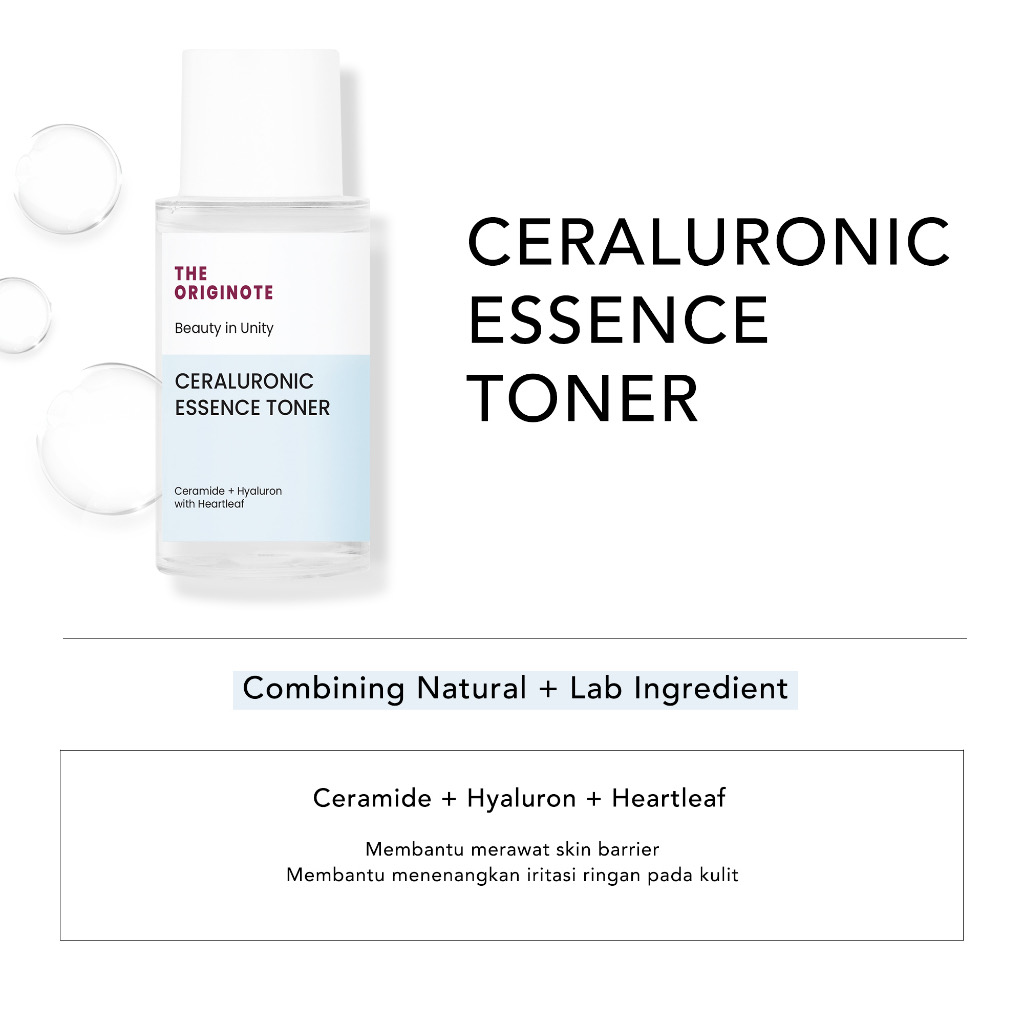 THE
ORIGINOTE
Beauty in Unity
CERALURONIC
ESSENCE TONER
Ceramide + Hyaluron
with Heartleaf
CERALURONIC
ESSENCE
TONER
Combining Natural + Lab Ingredient
Ceramide + Hyaluron + Heartleaf
Membantu merawat skin barrier
Membantu menenangkan iritasi ringan pada kulit